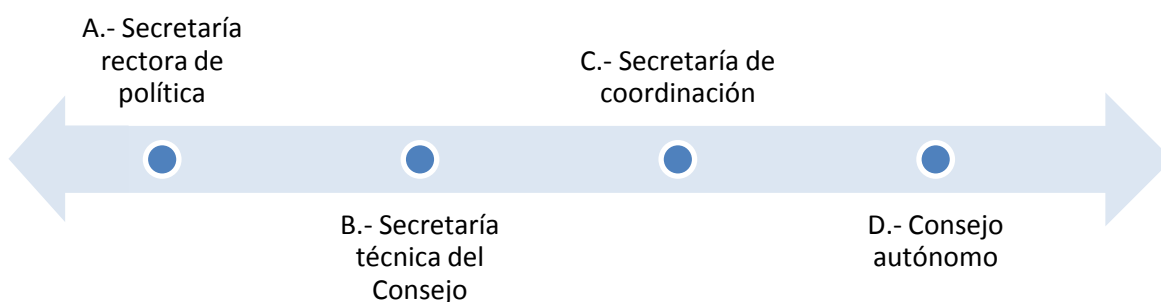 A.- Secretaría
rectora de
política
B.- Secretaría
técnica del
Consejo
C.- Secretaría de
coordinación
D.- Consejo
autónomo